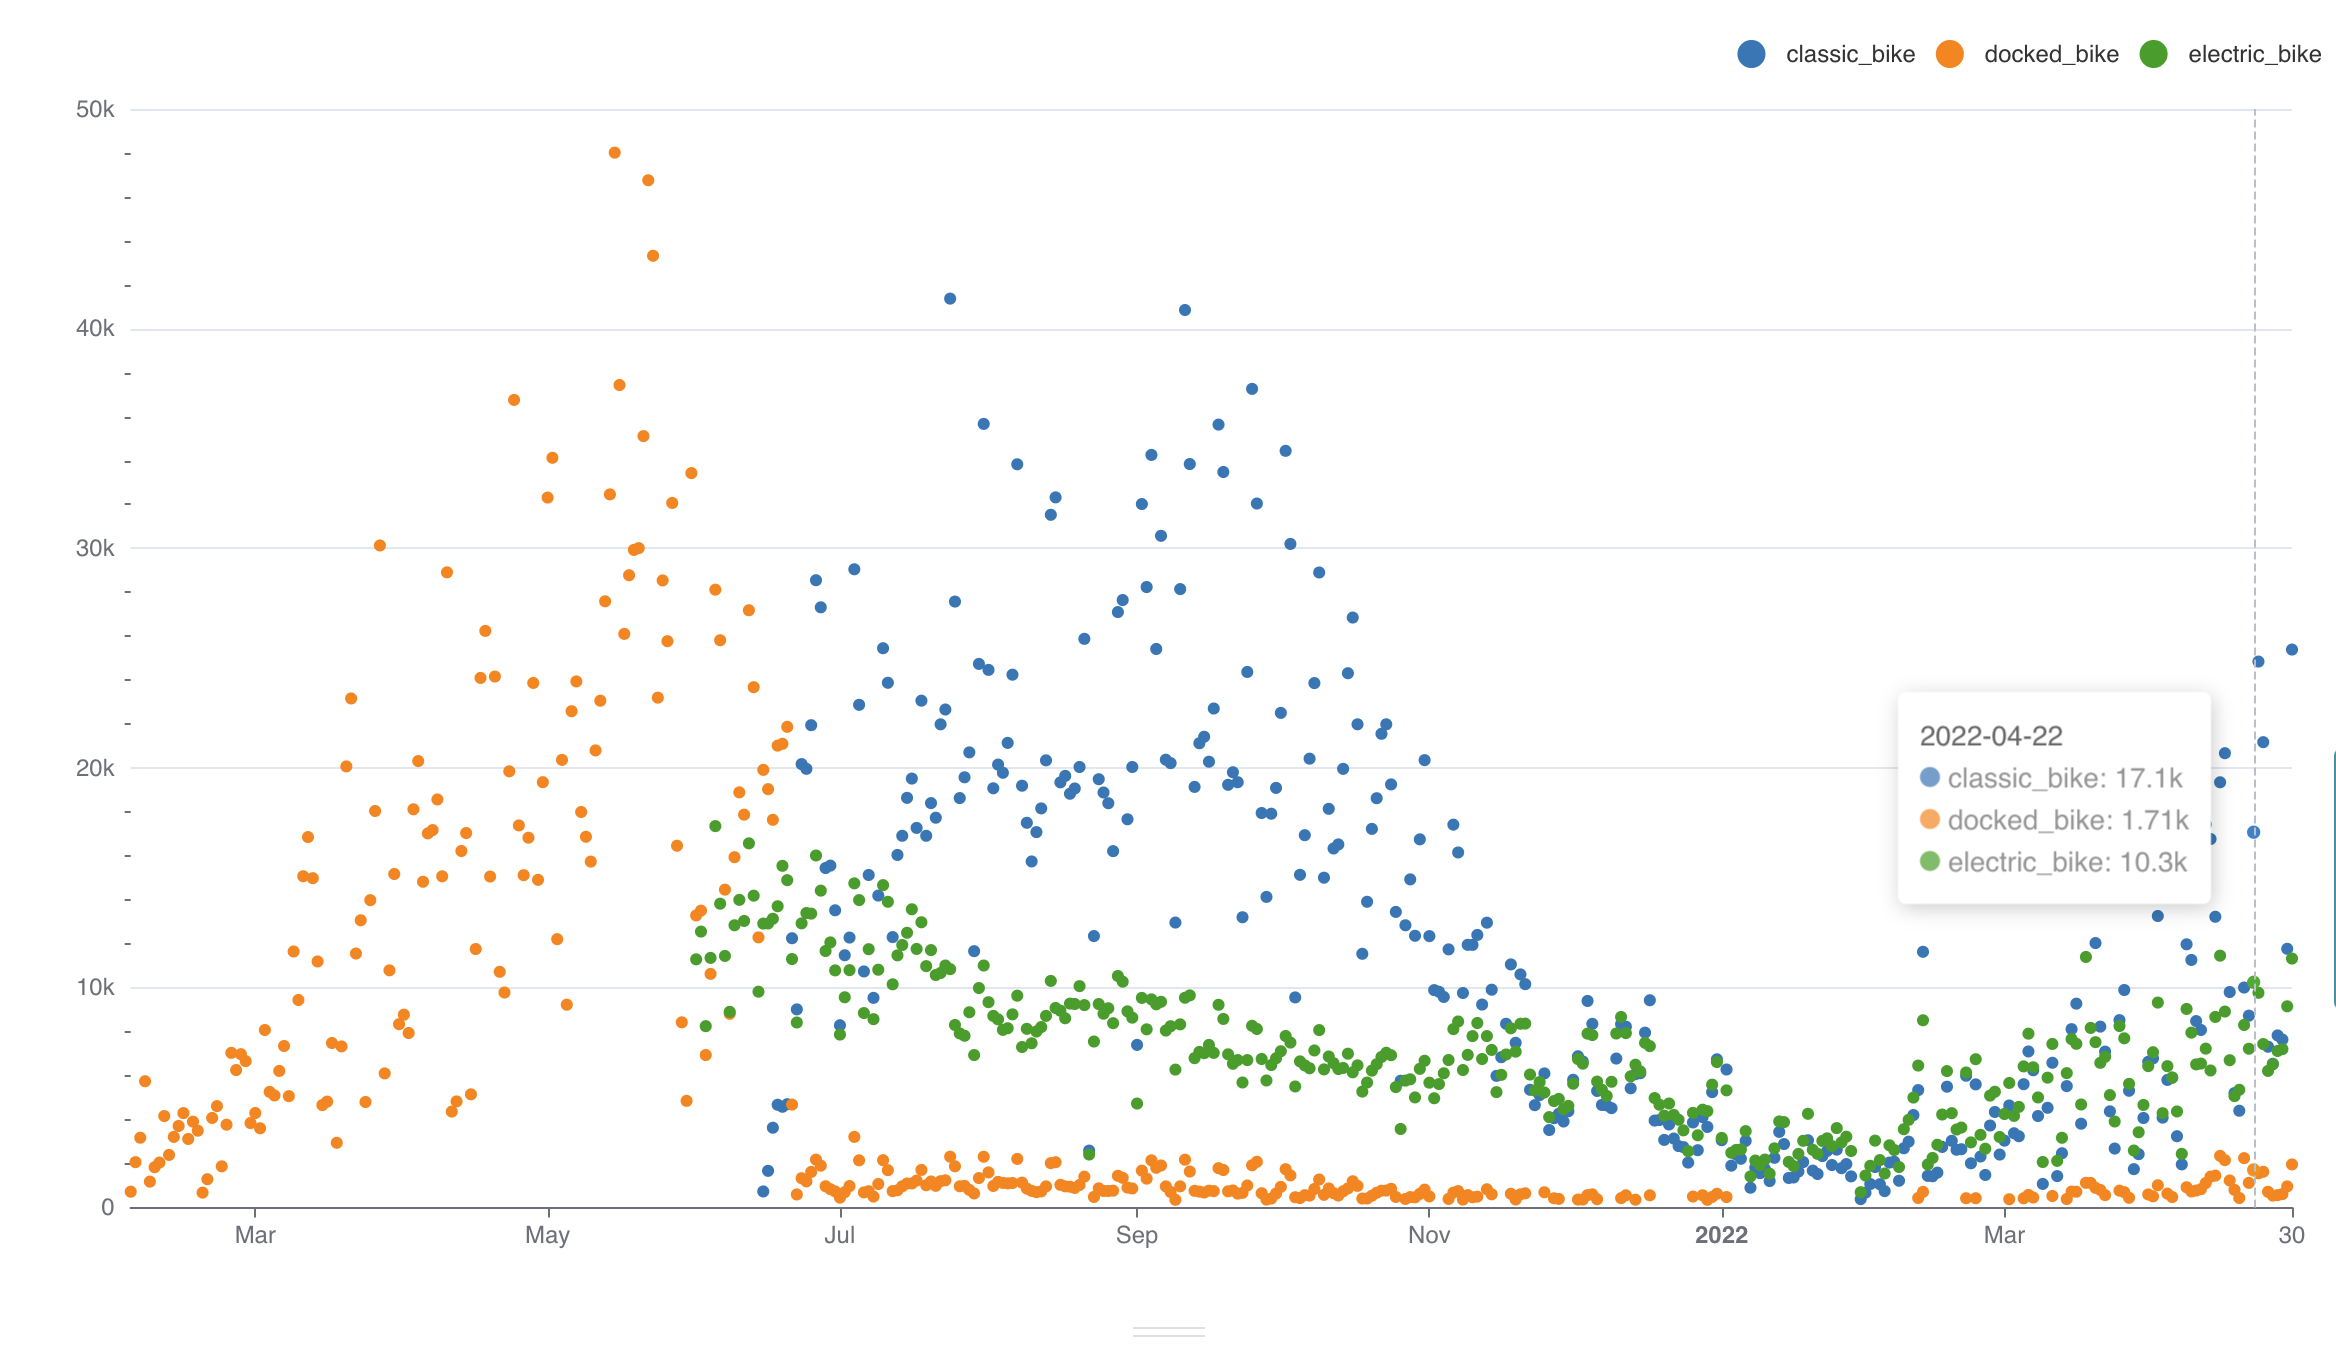 classic_bike docked_bike electric_bike
50k
40k
30k
20k
10k
0
2022-04-22
classic_bike: 17.1k
docked_bike: 1.71k
electric_bike: 10.3k
Mar May Jul Sep Nov 2022 Mar 30